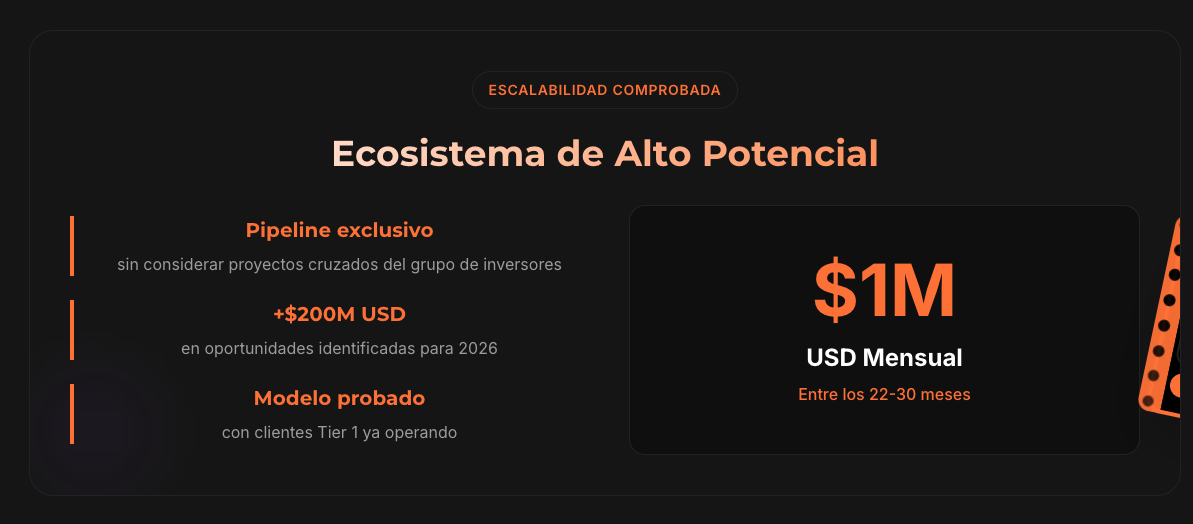 ESCALABILIDAD COMPROBADA
Ecosistema de Alto Potencial
Pipeline exclusivo
sin considerar proyectos cruzados del grupo de inversores
+$200M USD
en oportunidades identificadas para 2026
Modelo probado
con clientes Tier 1 ya operando
$1M
USD Mensual
Entre los 22-30 meses